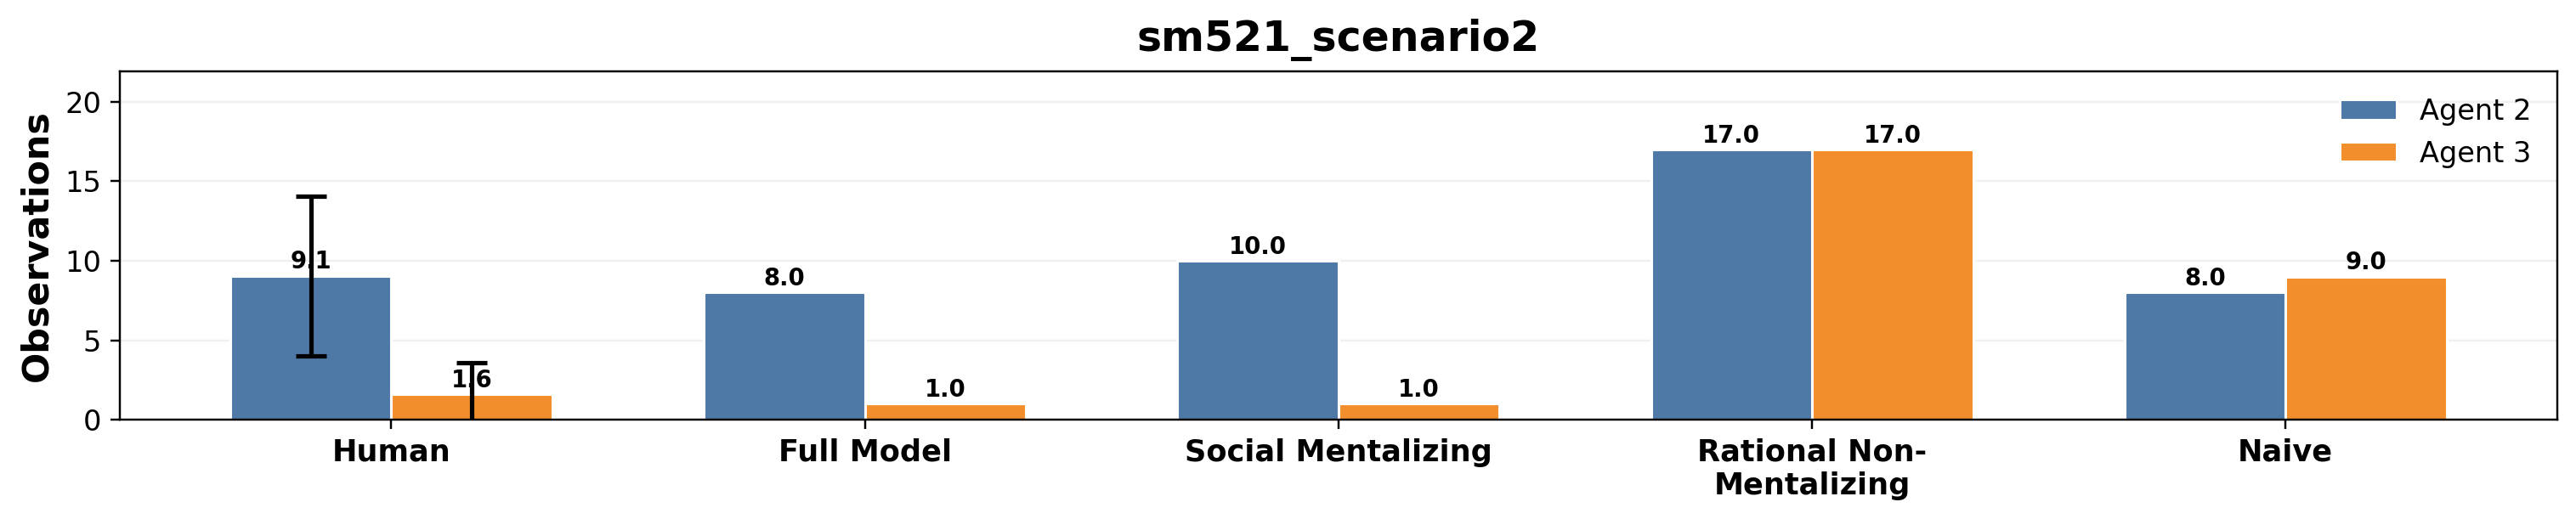 sm521_scenario2
Observations
20
15
10
5
0
Agent 2
Agent 3
9.1
1.6
8.0
1.0
10.0
1.0
17.0
17.0
8.0
9.0
Human
Full Model
Social Mentalizing
Rational Non-
Mentalizing
Naive